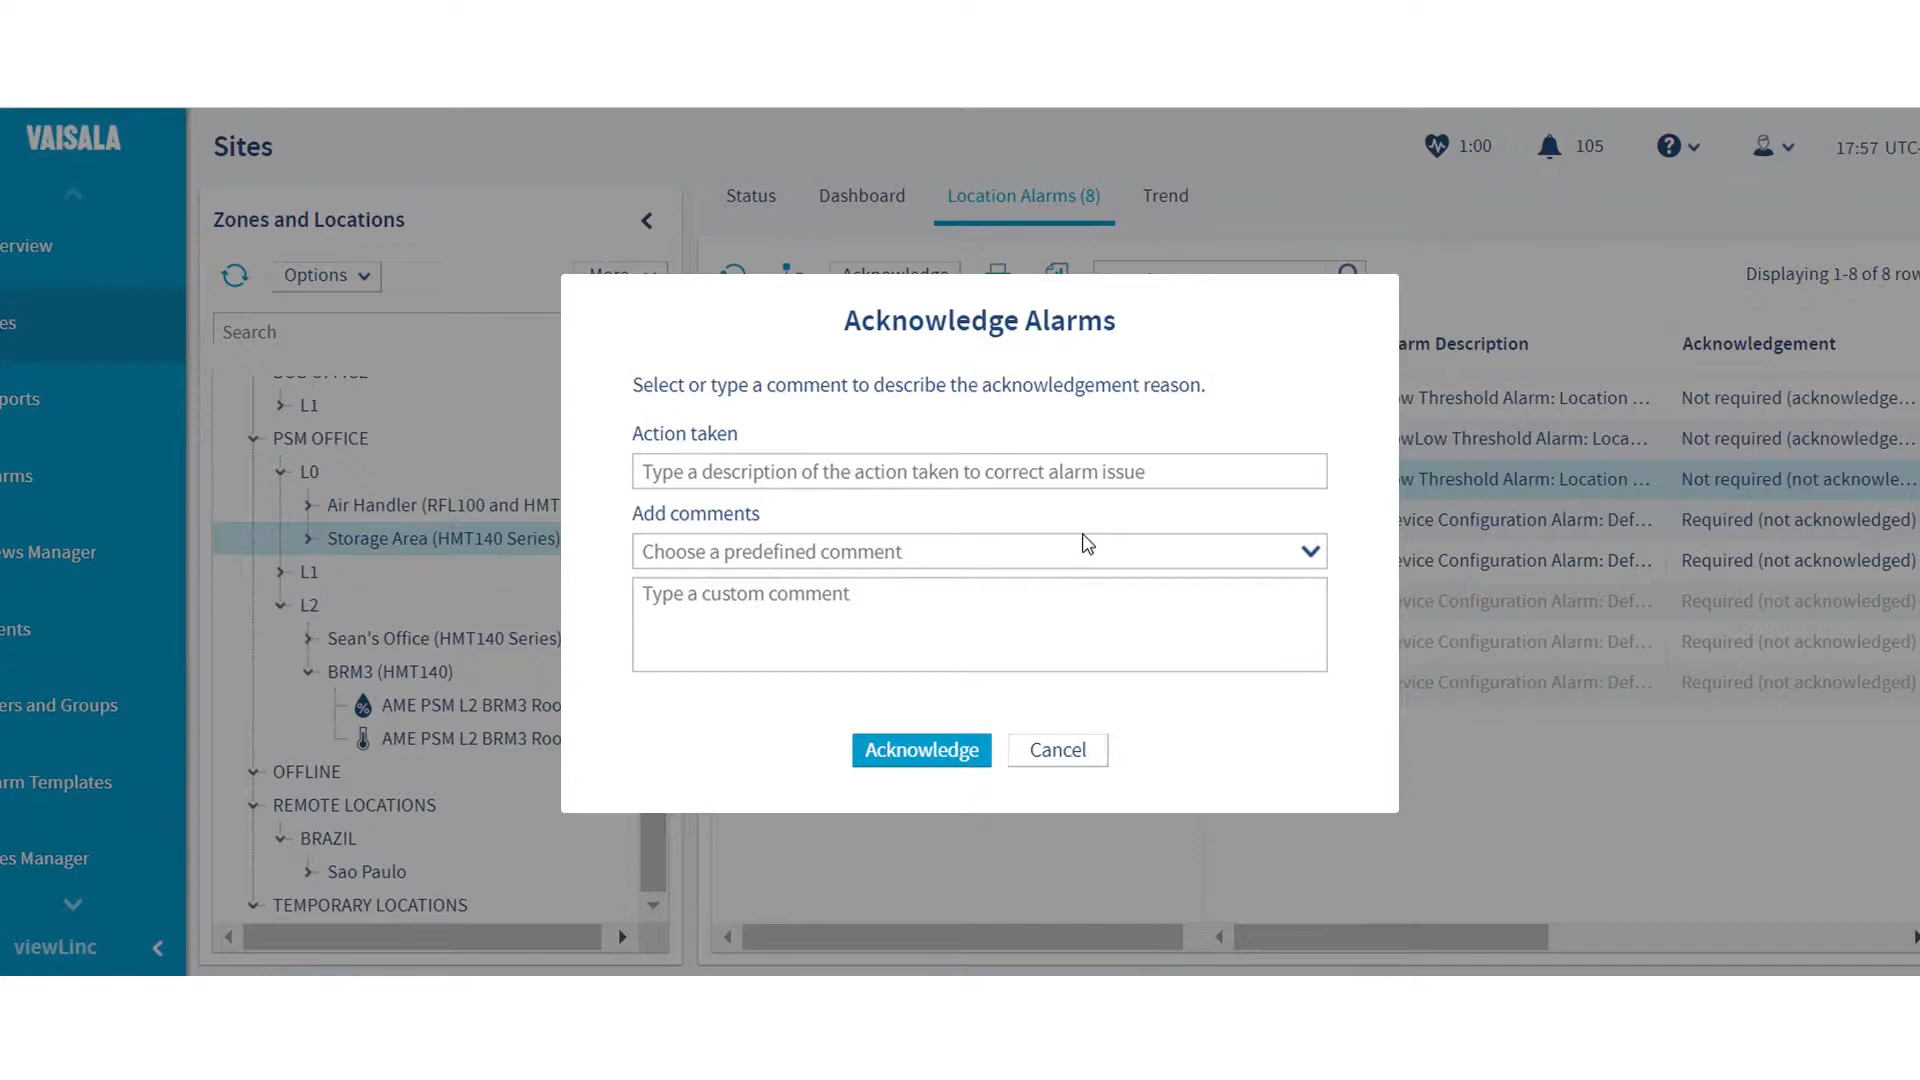 VAISALA
Sites
1:00
105
17:57 UTC-
erview
es
ports
arms
ews Manager
ents
ers and Groups
arm Templates
es Manager
viewLinc
Zones and Locations
Options
More
Search
L1
PSM OFFICE
L0
Air Handler (RFL100 and HMT
Storage Area (HMT140 Series)
L1
L2
Sean's Office (HMT140 Series)
BRM3 (HMT140)
AME PSM L2 BRM3 Roo
AME PSM L2 BRM3 Roo
OFFLINE
REMOTE LOCATIONS
BRAZIL
Sao Paulo
TEMPORARY LOCATIONS
Status Dashboard Location Alarms (8) Trend
Acknowledge
Displaying 1-8 of 8 row
Acknowledge Alarms
Select or type a comment to describe the acknowledgement reason.
Action taken
Type a description of the action taken to correct alarm issue
Add comments
Choose a predefined comment
Type a custom comment
Acknowledge Cancel
arm Description Acknowledgement
ow Threshold Alarm: Location ... Not required (acknowledge...
owLow Threshold Alarm: Loca... Not required (acknowledge...
ow Threshold Alarm: Location ... Not required (not acknowle...
evice Configuration Alarm: Def... Required (not acknowledged)
evice Configuration Alarm: Def... Required (not acknowledged)
evice Configuration Alarm: Def... Required (not acknowledged)
evice Configuration Alarm: Def... Required (not acknowledged)
evice Configuration Alarm: Def... Required (not acknowledged)